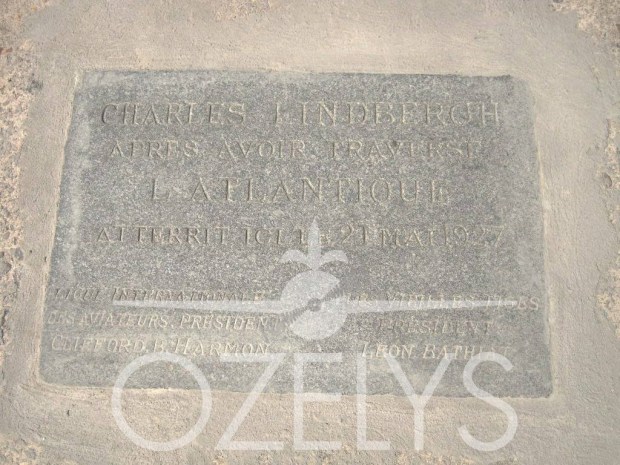 CHARLES LINDBERGH
APRES AVOIR TRAVERSE
L'ATLANTIQUE
ATTERRIT ICI LE 21 MAI 1927
LIGUE INTERNATIONALE
DES AVIATEURS. PRESIDENT
CLIFFORD.B.HARMON
LES VIEILLES TIGES
PRESIDENT
LEON. BATHIAT
OZELYS